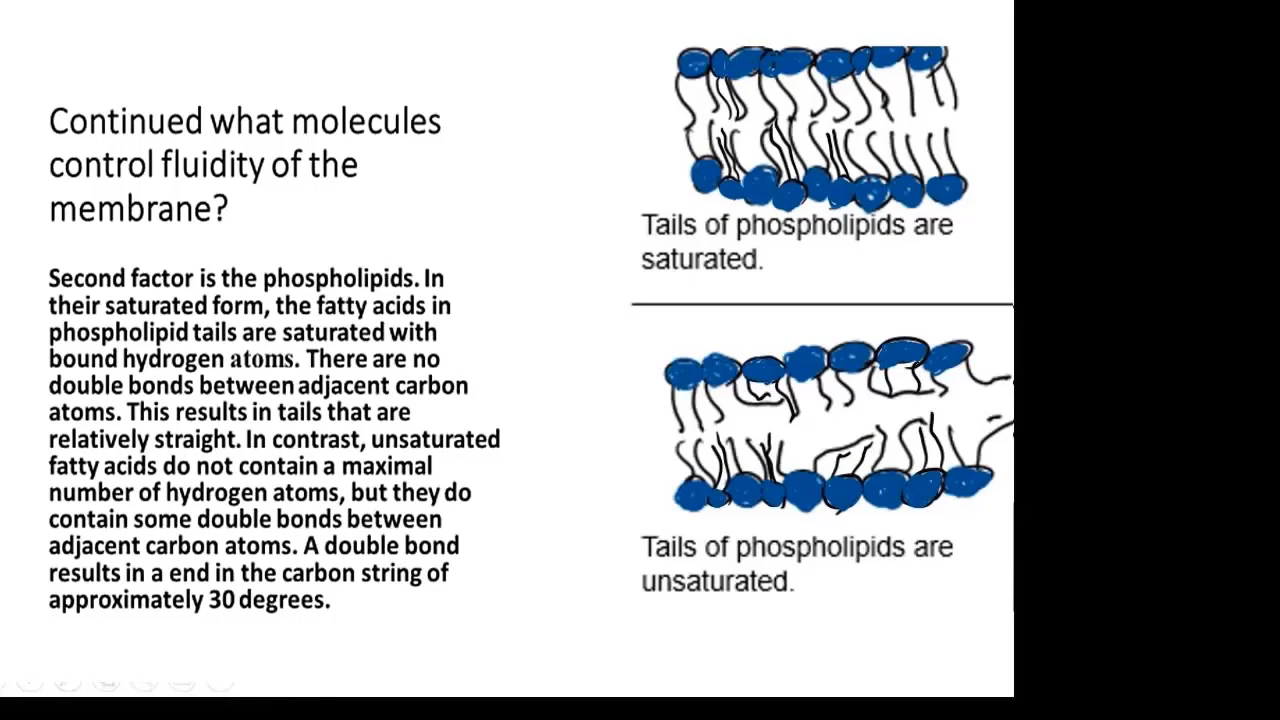 Continued what molecules
control fluidity of the
membrane?
Second factor is the phospholipids. In
their saturated form, the fatty acids in
phospholipid tails are saturated with
bound hydrogen atoms. There are no
double bonds between adjacent carbon
atoms. This results in tails that are
relatively straight. In contrast, unsaturated
fatty acids do not contain a maximal
number of hydrogen atoms, but they do
contain some double bonds between
adjacent carbon atoms. A double bond
results in a end in the carbon string of
approximately 30 degrees.
Tails of phospholipids are
saturated.
Tails of phospholipids are
unsaturated.